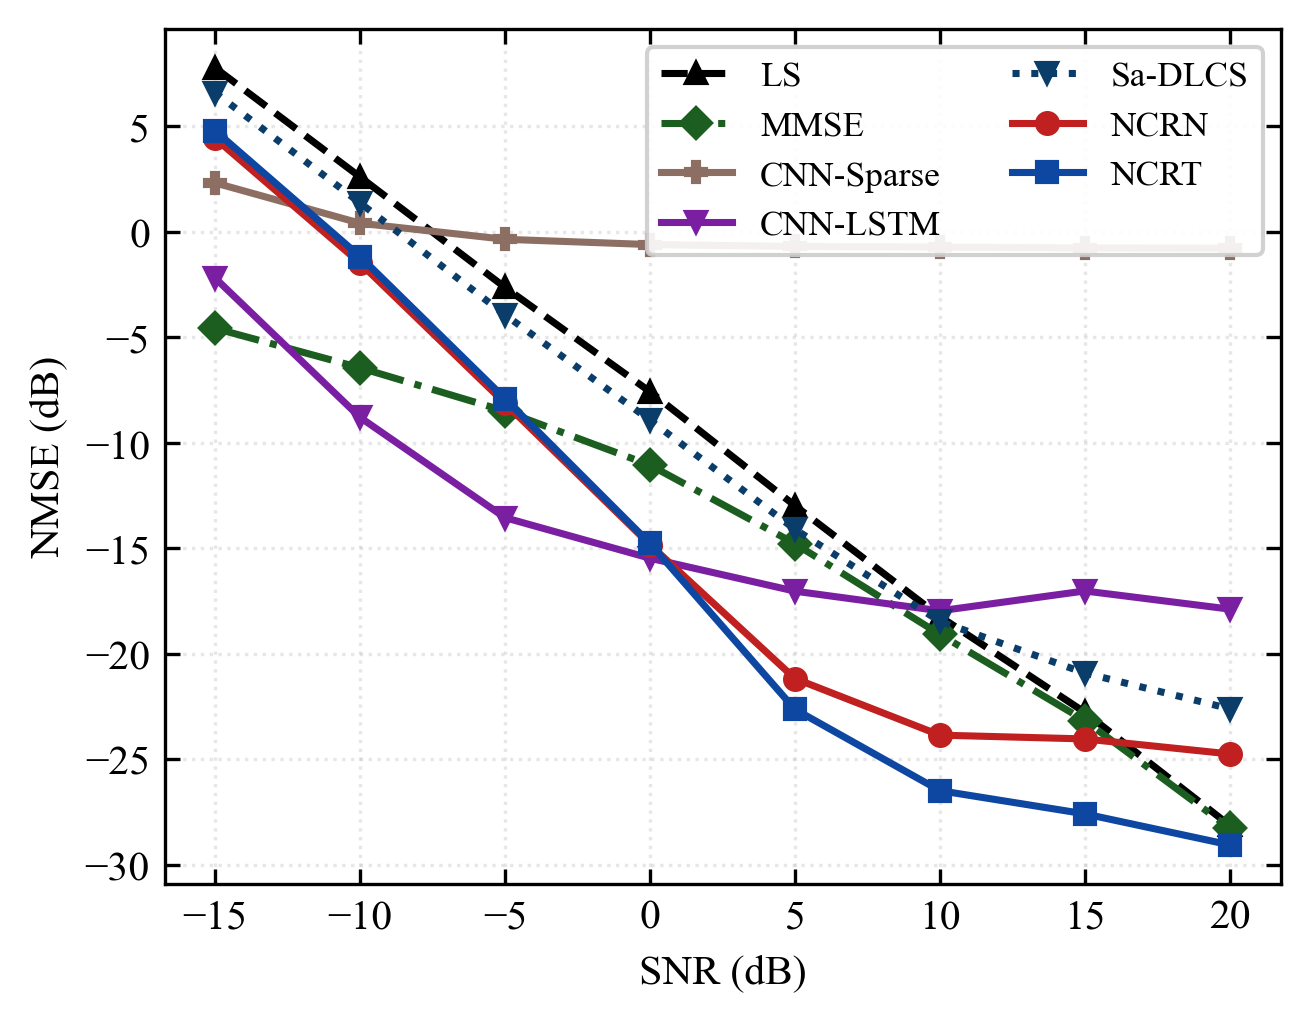 LS
MMSE
CNN-Sparse
CNN-LSTM
Sa-DLCS
NCRN
NCRT
5
0
−5
−10
−15
−20
−25
−30
NMSE (dB)
−15 −10 −5 0 5 10 15 20
SNR (dB)